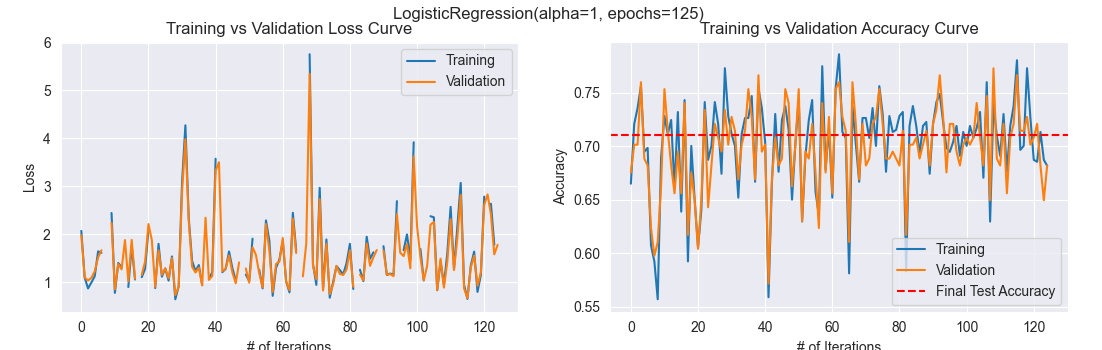 LogisticRegression(alpha=1, epochs=125)
Training vs Validation Loss Curve
6
5
4
3
2
1
Loss
Training
Validation
0 20 40 60 80 100 120
# of Iterations
Training vs Validation Accuracy Curve
0.75
0.70
0.65
0.60
0.55
Accuracy
Training
Validation
Final Test Accuracy
0 20 40 60 80 100 120
# of Iterations